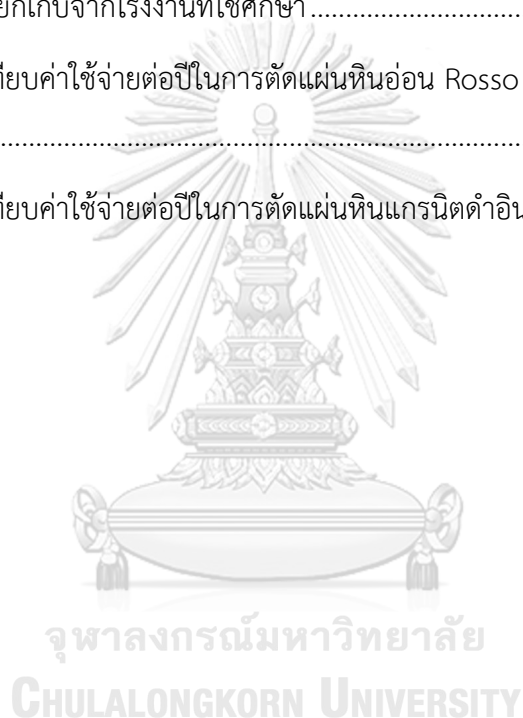 ยกเก็บจากโรงงานที่ใช้ศึกษา........................................
ทียบค่าใช้จ่ายต่อปีในการตัดแผ่นหินอ่อน Rosso
................................................................................
ทียบค่าใช้จ่ายต่อปีในการตัดแผ่นหินแกรนิตดำอิน
จุฬาลงกรณ์มหาวิทยาลัย
CHULALONGKORN UNIVERSITY